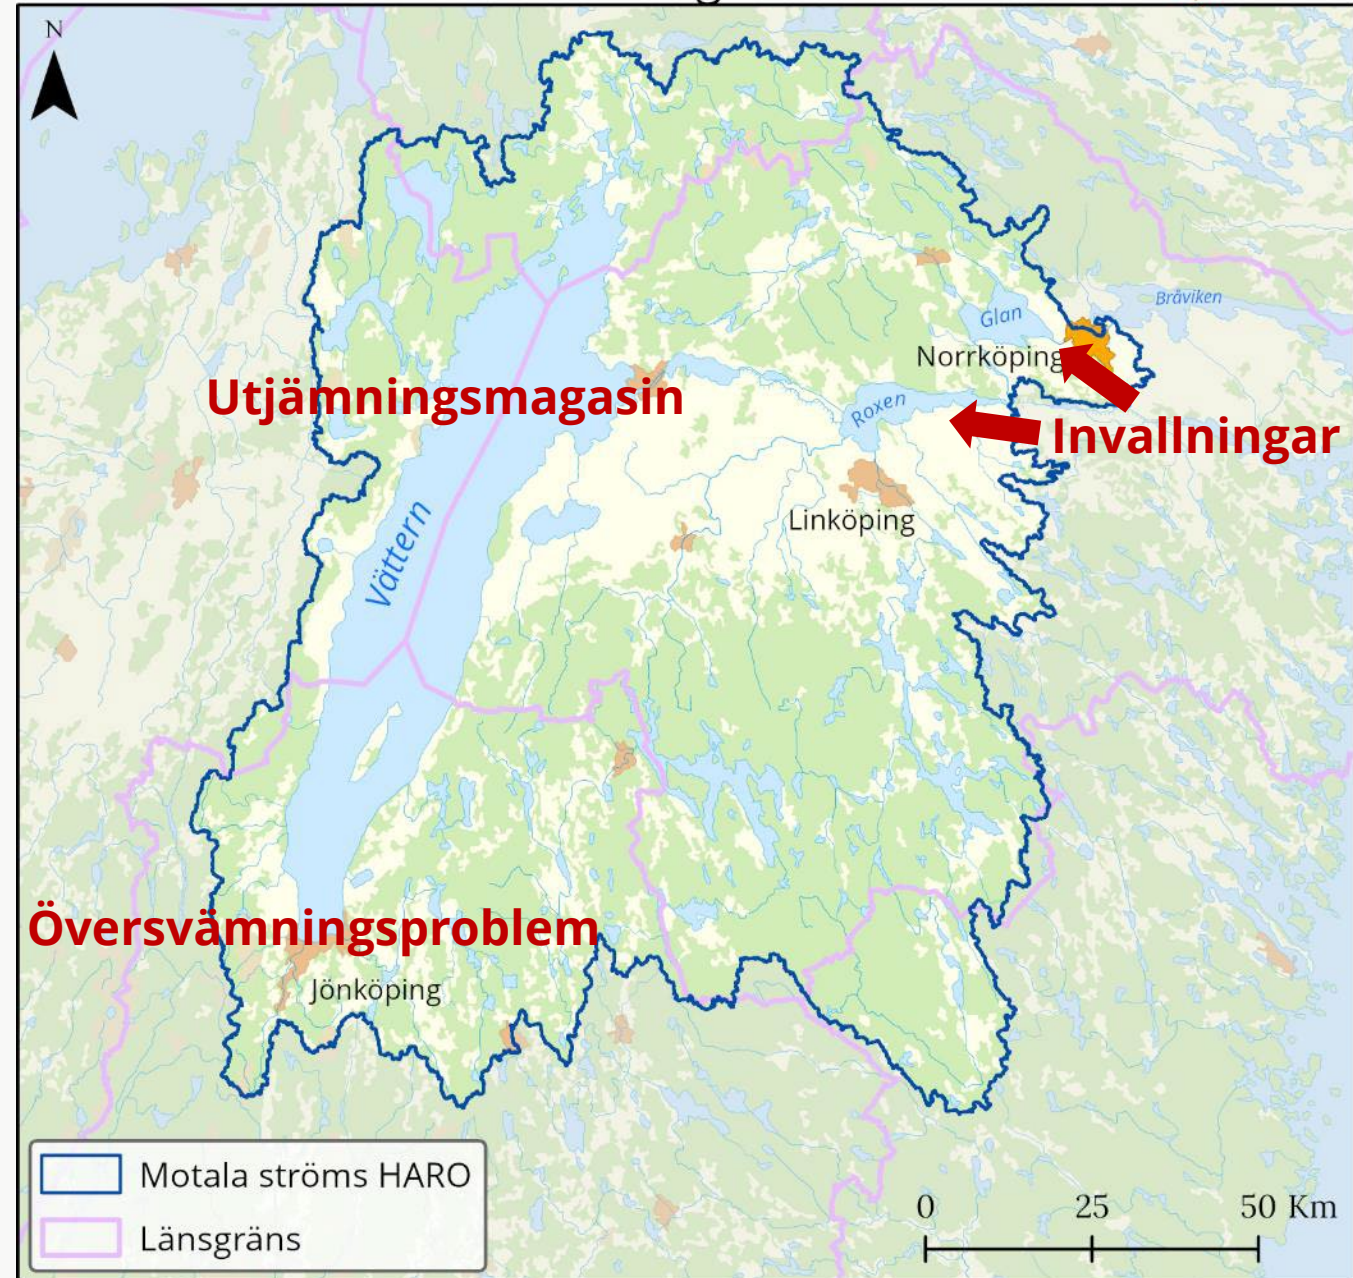 N
Bråviken
Glan
Norrköping
Utjämningsmagasin
Roxen
Invallningar
Linköping
Vättern
Översvämningsproblem
Jönköping
Motala ströms HARO
Länsgräns
0 25 50 Km